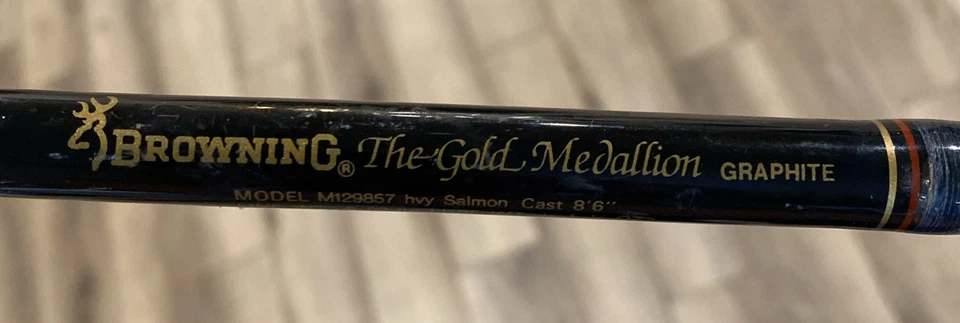 BROWNING® The Gold Medallion GRAPHITE
MODEL M129857 hvy Salmon Cast 8'6"